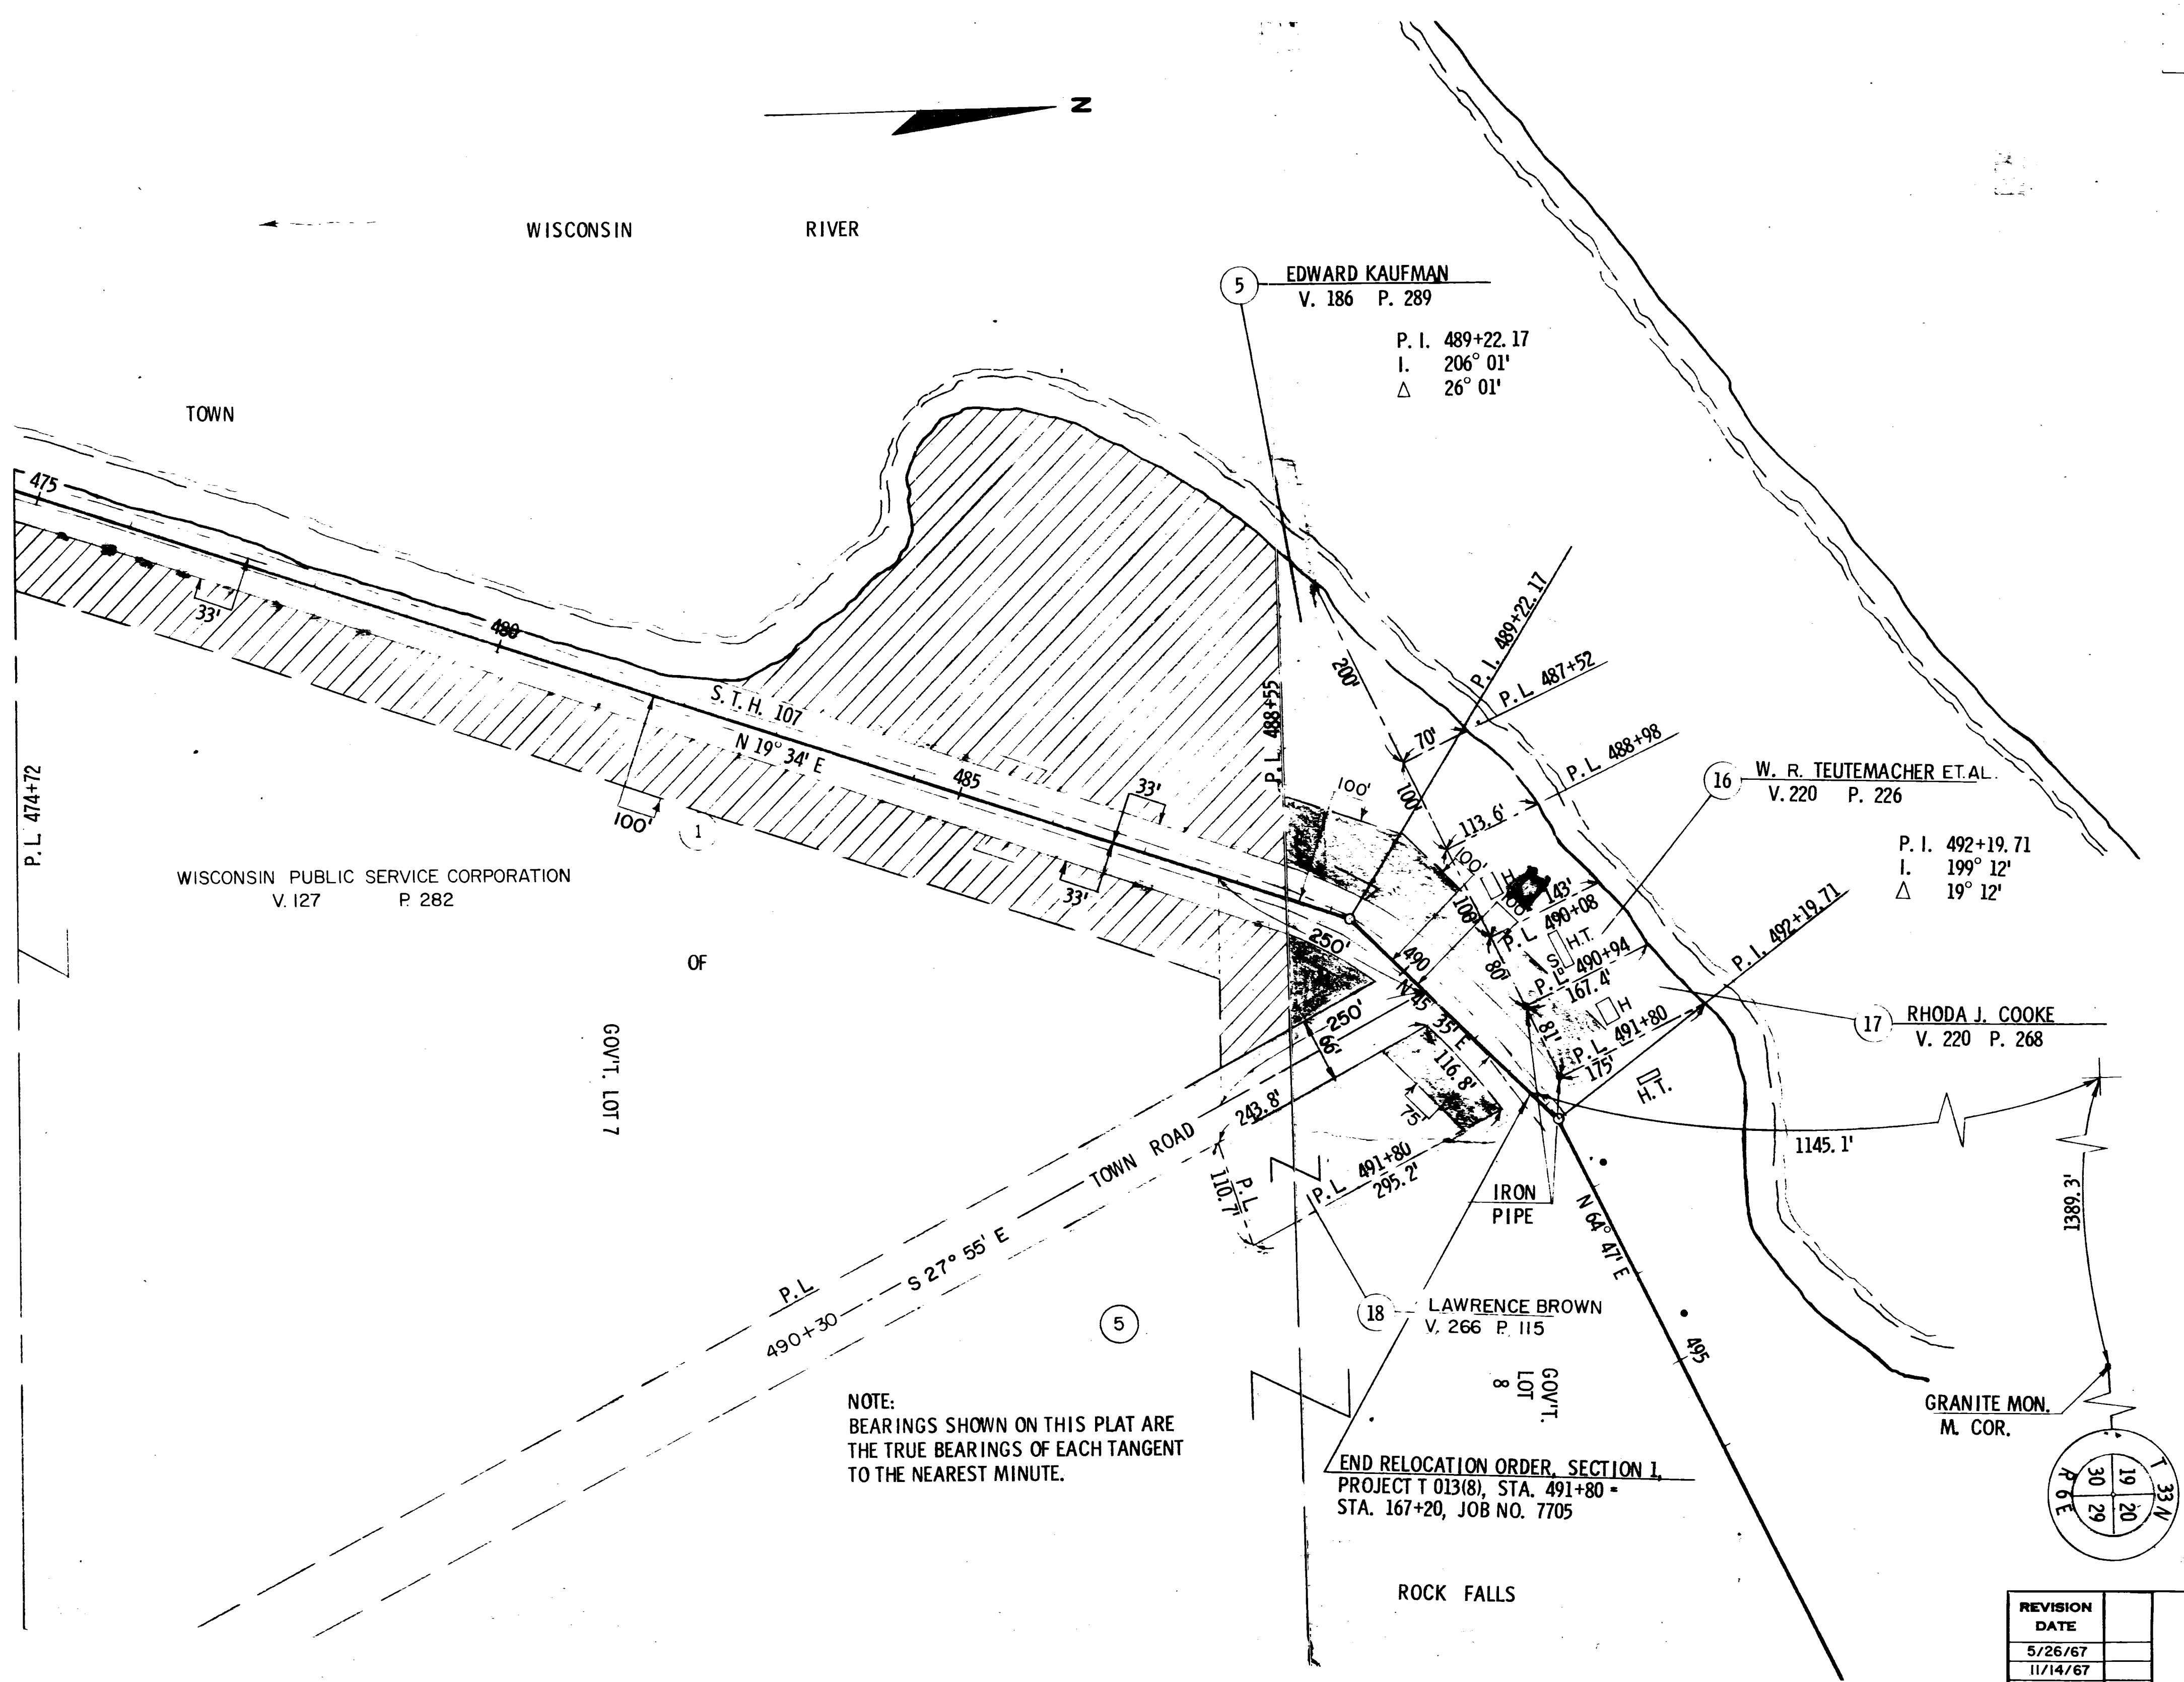 N
WISCONSIN RIVER
5
EDWARD KAUFMAN
V. 186 P. 289
P. I. 489+22.17
I. 206° 01'
Δ 26° 01'
TOWN
475
33'
480
S. T. H. 107
N 19° 34' E
485
100'
1
33'
33'
P. L. 474+72
WISCONSIN PUBLIC SERVICE CORPORATION
V. 127 P. 282
OF
GOV'T. LOT 7
P. L. 488+55
200'
P. I. 489+22.17
P. L. 487+52
70'
P. L. 488+98
100'
100'
113.6'
100'
H
100'
143'
100'
P. L. 490+08
H.T.
S
80'
P. L. 490+94
167.4'
H
81'
P. L. 491+80
175'
H. T.
16
W. R. TEUTEMACHER ET. AL.
V. 220 P. 226
P. I. 492+19.71
I. 199° 12'
Δ 19° 12'
P. I. 492+19.71
17
RHODA J. COOKE
V. 220 P. 268
250'
490
N 45° 35' E
250'
66'
116.8'
75'
243.8'
TOWN ROAD
P. L.
110.7'
P. L. 491+80
295.2'
IRON
PIPE
N 64° 47' E
495
1145.1'
1389.3'
S 27° 55' E
P. L.
490+30
5
18
LAWRENCE BROWN
V. 266 P. 115
GOV'T.
LOT
8
GRANITE MON.
M. COR.
NOTE:
BEARINGS SHOWN ON THIS PLAT ARE
THE TRUE BEARINGS OF EACH TANGENT
TO THE NEAREST MINUTE.
END RELOCATION ORDER, SECTION 1,
PROJECT T 013(8), STA. 491+80 =
STA. 167+20, JOB NO. 7705
ROCK FALLS
T 33 N
19 20
30 29
R 6 E
REVISION
DATE
5/26/67
11/14/67